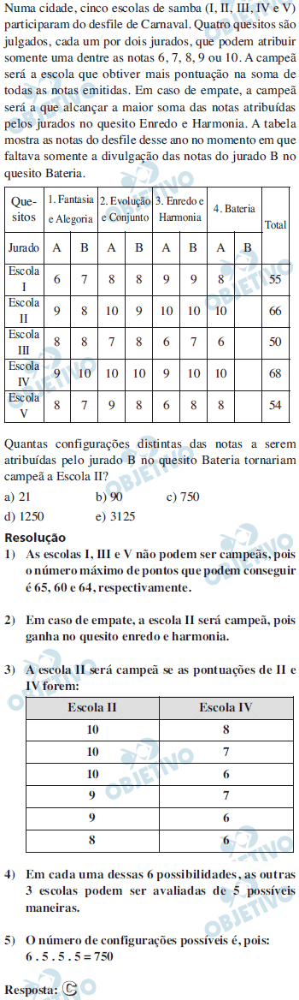 Numa cidade, cinco escolas de samba (I, II, III, IV e V)
participaram do desfile de Carnaval. Quatro quesitos são
julgados, cada um por dois jurados, que podem atribuir
somente uma dentre as notas 6, 7, 8, 9 ou 10. A campeã
será a escola que obtiver mais pontuação na soma de
todas as notas emitidas. Em caso de empate, a campeã
será a que alcançar a maior soma das notas atribuídas
pelos jurados no quesito Enredo e Harmonia. A tabela
mostra as notas do desfile desse ano no momento em que
faltava somente a divulgação das notas do jurado B no
quesito Bateria.
Que-
sitos
1. Fantasia
e Alegoria
2. Evolução
e Conjunto
3. Enredo e
Harmonia
4. Bateria
Total
Jurado A B A B A B A B
Escola
I
6 7 8 8 9 9 8 55
Escola
II
9 8 10 9 10 10 10 66
Escola
III
8 8 7 8 6 7 6 50
Escola
IV
9 10 10 10 9 10 10 68
Escola
V
8 7 9 8 6 8 8 54
Quantas configurações distintas das notas a serem
atribuídas pelo jurado B no quesito Bateria tornariam
campeã a Escola II?
a) 21 b) 90 c) 750
d) 1250 e) 3125
Resolução
1) As escolas I, III e V não podem ser campeãs, pois
o número máximo de pontos que podem conseguir
é 65, 60 e 64, respectivamente.
2) Em caso de empate, a escola II será campeã, pois
ganha no quesito enredo e harmonia.
3) A escola II será campeã se as pontuações de II e
IV forem:
Escola II Escola IV
10 8
10 7
10 6
9 7
9 6
8 6
4) Em cada uma dessas 6 possibilidades, as outras
3 escolas podem ser avaliadas de 5 possíveis
maneiras.
5) O número de configurações possíveis é, pois:
6 . 5 . 5 . 5 = 750
Resposta: C
OBJETIVO
OBJETIVO
OBJETIVO
OBJETIVO
OBJETIVO
OBJETIVO
OBJETIVO
OBJETIVO
OBJETIVO
OBJETIVO
OBJETIVO
OBJETIVO